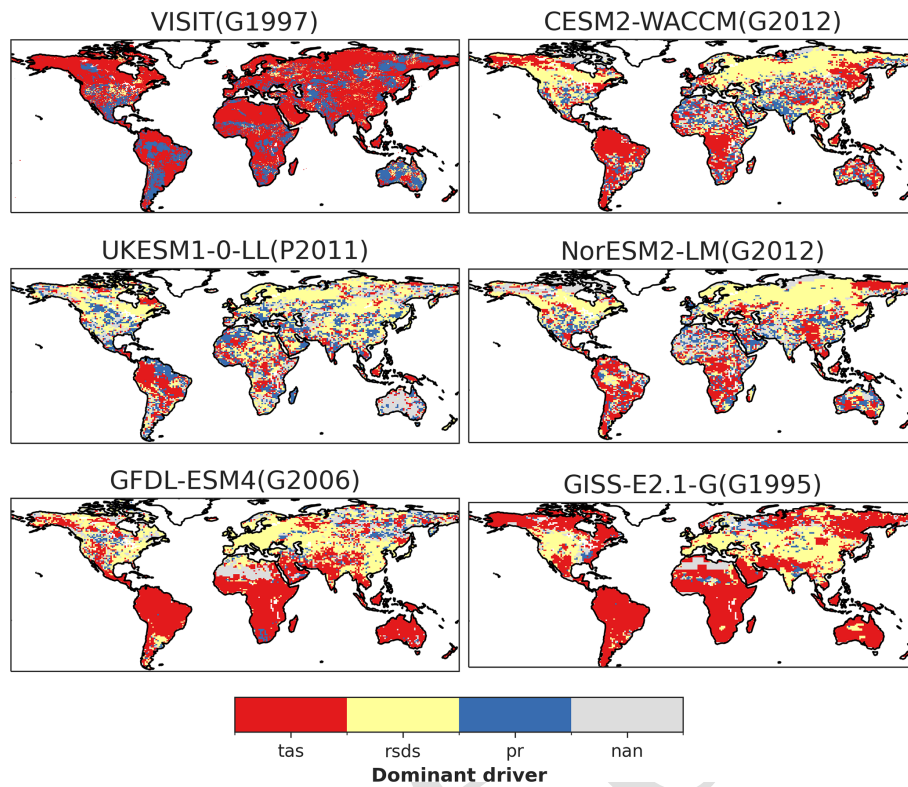 VISIT(G1997)
CESM2-WACCM(G2012)
UKESM1-0-LL(P2011)
NorESM2-LM(G2012)
GFDL-ESM4(G2006)
GISS-E2.1-G(G1995)
tas
rsds
pr
nan
Dominant driver